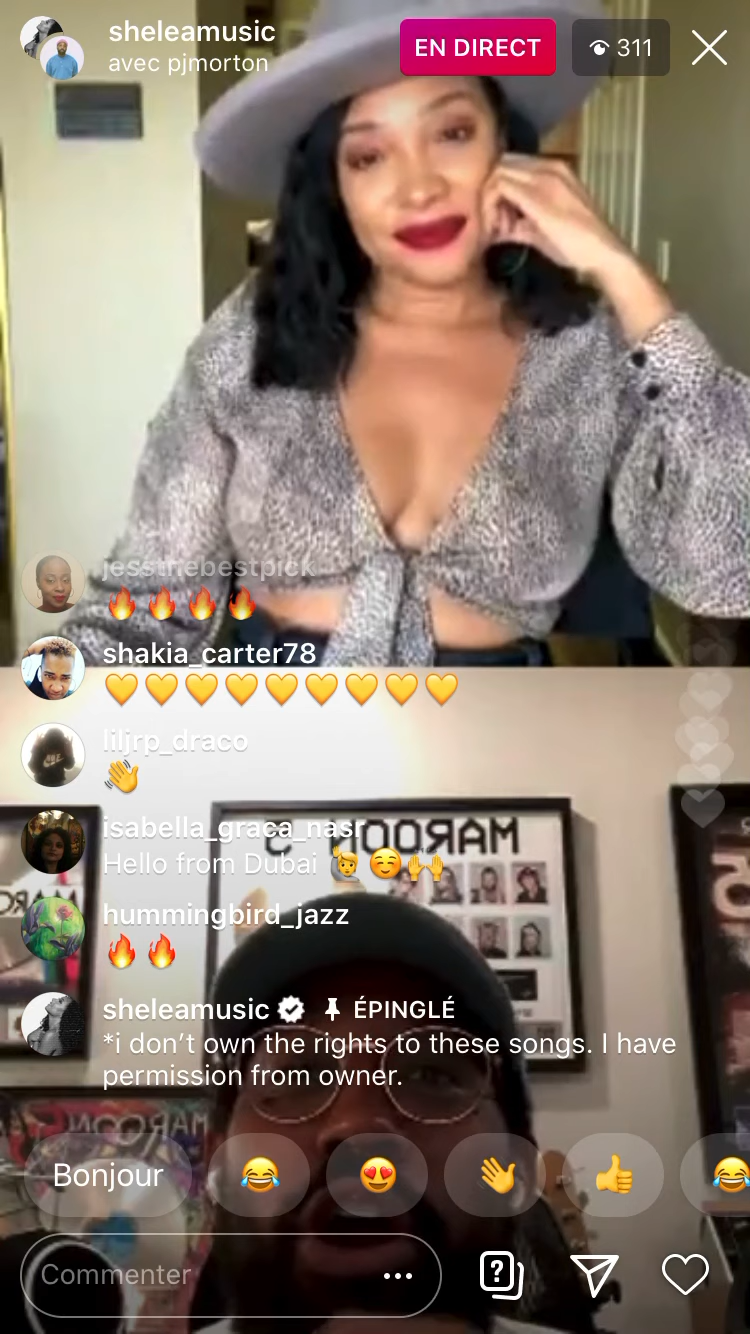 sheleamusic
avec pjmorton
EN DIRECT
311
jessthebestpick
shakia_carter78
liljrp_draco
isabella_graca_nasr
Hello from Dubai
hummingbird_jazz
sheleamusic ÉPINGLÉ
*i don’t own the rights to these songs. I have
permission from owner.
MAROON 5
MAROON
Bonjour
Commenter